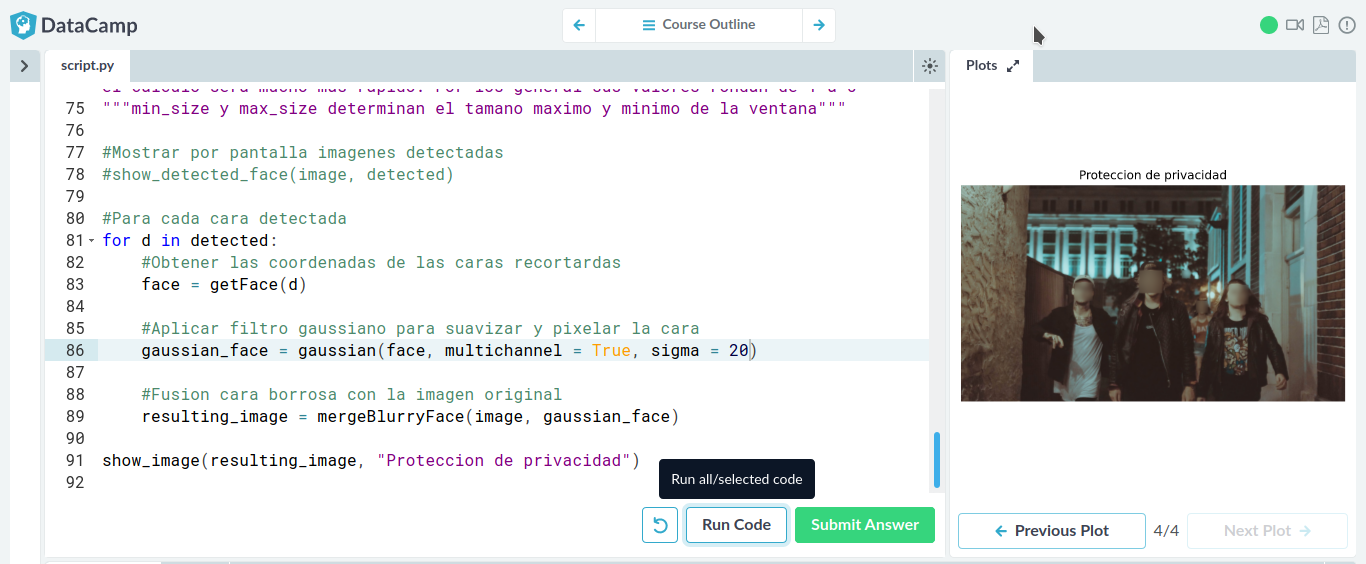 DataCamp
Course Outline
script.py
Plots
75 """min_size y max_size determinan el tamano maximo y minimo de la ventana"""
76
77 #Mostrar por pantalla imagenes detectadas
78 #show_detected_face(image, detected)
79
80 #Para cada cara detectada
81 for d in detected:
82 #Obtener las coordenadas de las caras recortardas
83 face = getFace(d)
84
85 #Aplicar filtro gaussiano para suavizar y pixelar la cara
86 gaussian_face = gaussian(face, multichannel = True, sigma = 20)
87
88 #Fusion cara borrosa con la imagen original
89 resulting_image = mergeBlurryFace(image, gaussian_face)
90
91 show_image(resulting_image, "Proteccion de privacidad")
92
Run all/selected code
Run Code
Submit Answer
Proteccion de privacidad
Previous Plot
4/4
Next Plot